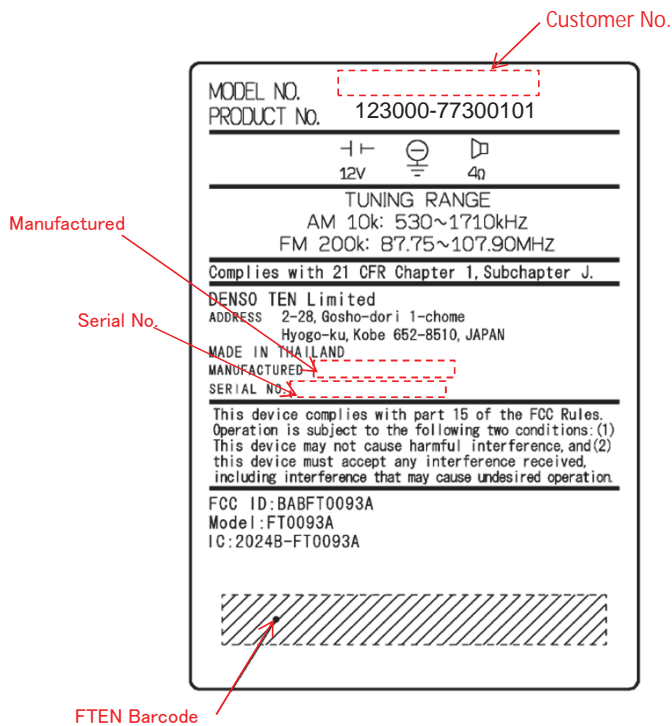 Customer No.
MODEL NO.
PRODUCT No. 123000-77300101
12V 4Ω
TUNING RANGE
AM 10k: 530~1710kHz
FM 200k: 87.75~107.90MHz
Manufactured
Complies with 21 CFR Chapter 1, Subchapter J.
DENSO TEN Limited
ADDRESS 2-28, Gosho-dori 1-chome
Serial No.
Hyogo-ku, Kobe 652-8510, JAPAN
MADE IN THAILAND
MANUFACTURED
SERIAL NO.
This device complies with part 15 of the FCC Rules.
Operation is subject to the following two conditions:(1)
This device may not cause harmful interference, and(2)
this device must accept any interference received,
including interference that may cause undesired operation.
FCC ID:BABFT0093A
Model:FT0093A
IC:2024B-FT0093A
FTEN Barcode